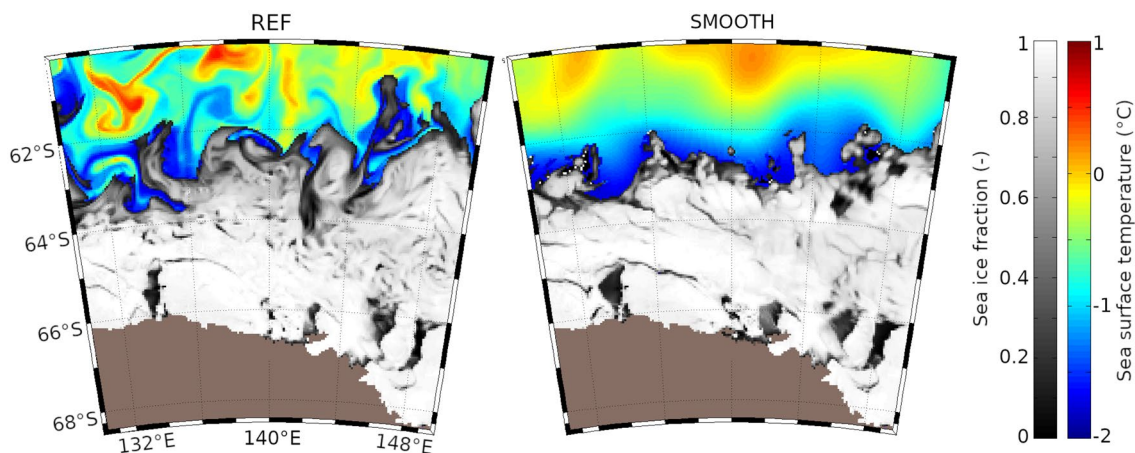 REF
SMOOTH
62°S
64°S
66°S
68°S
132°E
140°E
148°E
1
0.8
0.6
0.4
0.2
0
Sea ice fraction (-)
1
0
-1
-2
Sea surface temperature (°C)